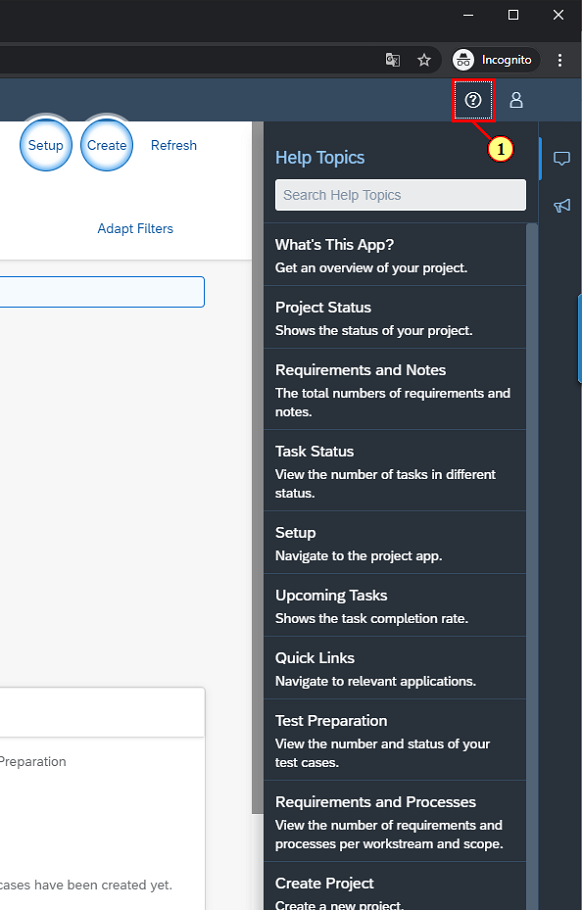 Incognito
1
Setup
Create
Refresh
Adapt Filters
Preparation
cases have been created yet.
Help Topics
Search Help Topics
What's This App?
Get an overview of your project.
Project Status
Shows the status of your project.
Requirements and Notes
The total numbers of requirements and
notes.
Task Status
View the number of tasks in different
status.
Setup
Navigate to the project app.
Upcoming Tasks
Shows the task completion rate.
Quick Links
Navigate to relevant applications.
Test Preparation
View the number and status of your
test cases.
Requirements and Processes
View the number of requirements and
processes per workstream and scope.
Create Project
Create a new project.